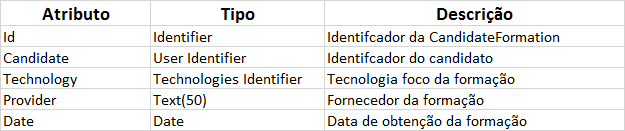 Atributo Tipo Descrição
Id Identifier Identifcador da CandidateFormation
Candidate User Identifier Identifcador do candidato
Technology Technologies Identifier Tecnologia foco da formação
Provider Text(50) Fornecedor da formação
Date Date Data de obtenção da formação